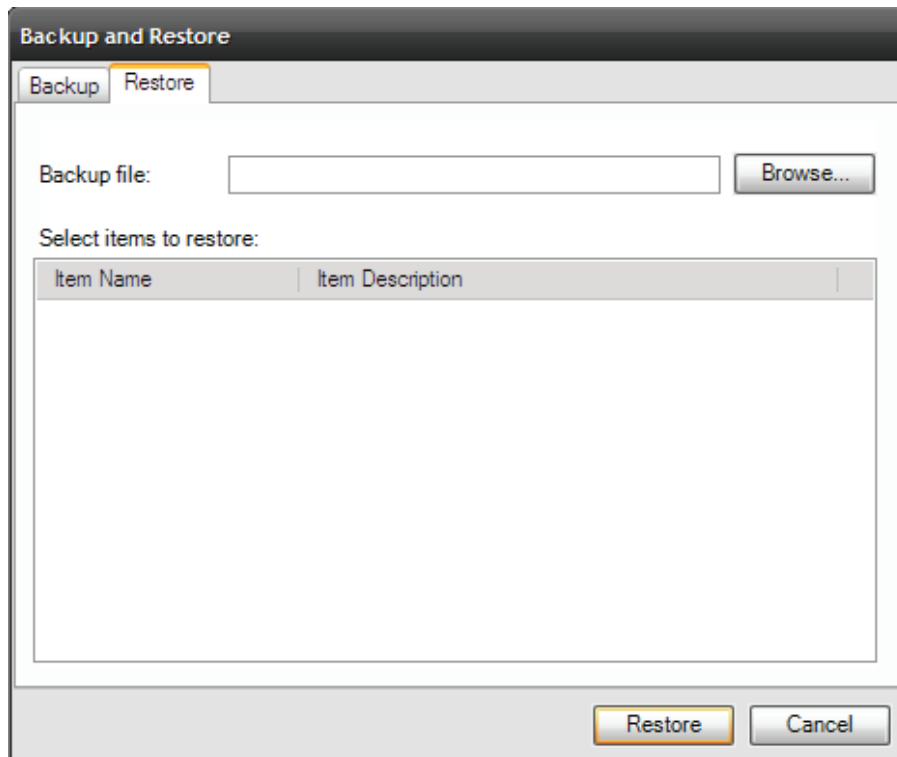 Backup and Restore
Backup Restore
Backup file: Browse...
Select items to restore:
Item Name Item Description
Restore Cancel